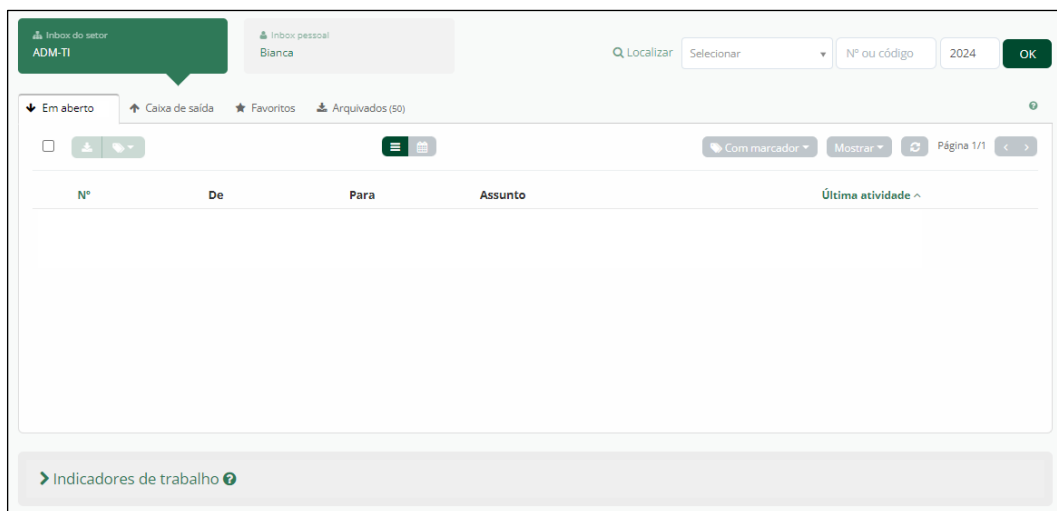 Inbox do setor
ADM-TI
Inbox pessoal
Bianca
Localizar Selecionar Nº ou código 2024 OK
Em aberto Caixa de saída Favoritos Arquivados (50)
Com marcador Mostrar Página 1/1
Nº De Para Assunto Última atividade
Indicadores de trabalho